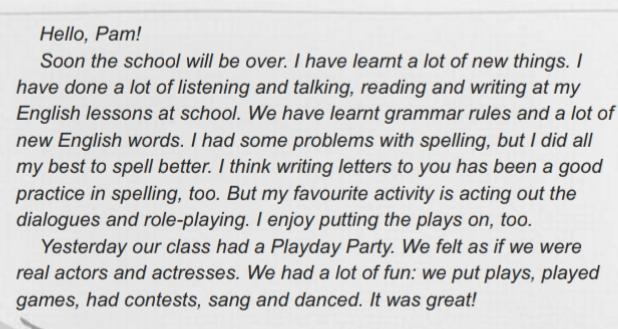 Hello, Pam!
Soon the school will be over. I have learnt a lot of new things. I
have done a lot of listening and talking, reading and writing at my
English lessons at school. We have learnt grammar rules and a lot of
new English words. I had some problems with spelling, but I did all
my best to spell better. I think writing letters to you has been a good
practice in spelling, too. But my favourite activity is acting out the
dialogues and role-playing. I enjoy putting the plays on, too.
Yesterday our class had a Playday Party. We felt as if we were
real actors and actresses. We had a lot of fun: we put plays, played
games, had contests, sang and danced. It was great!